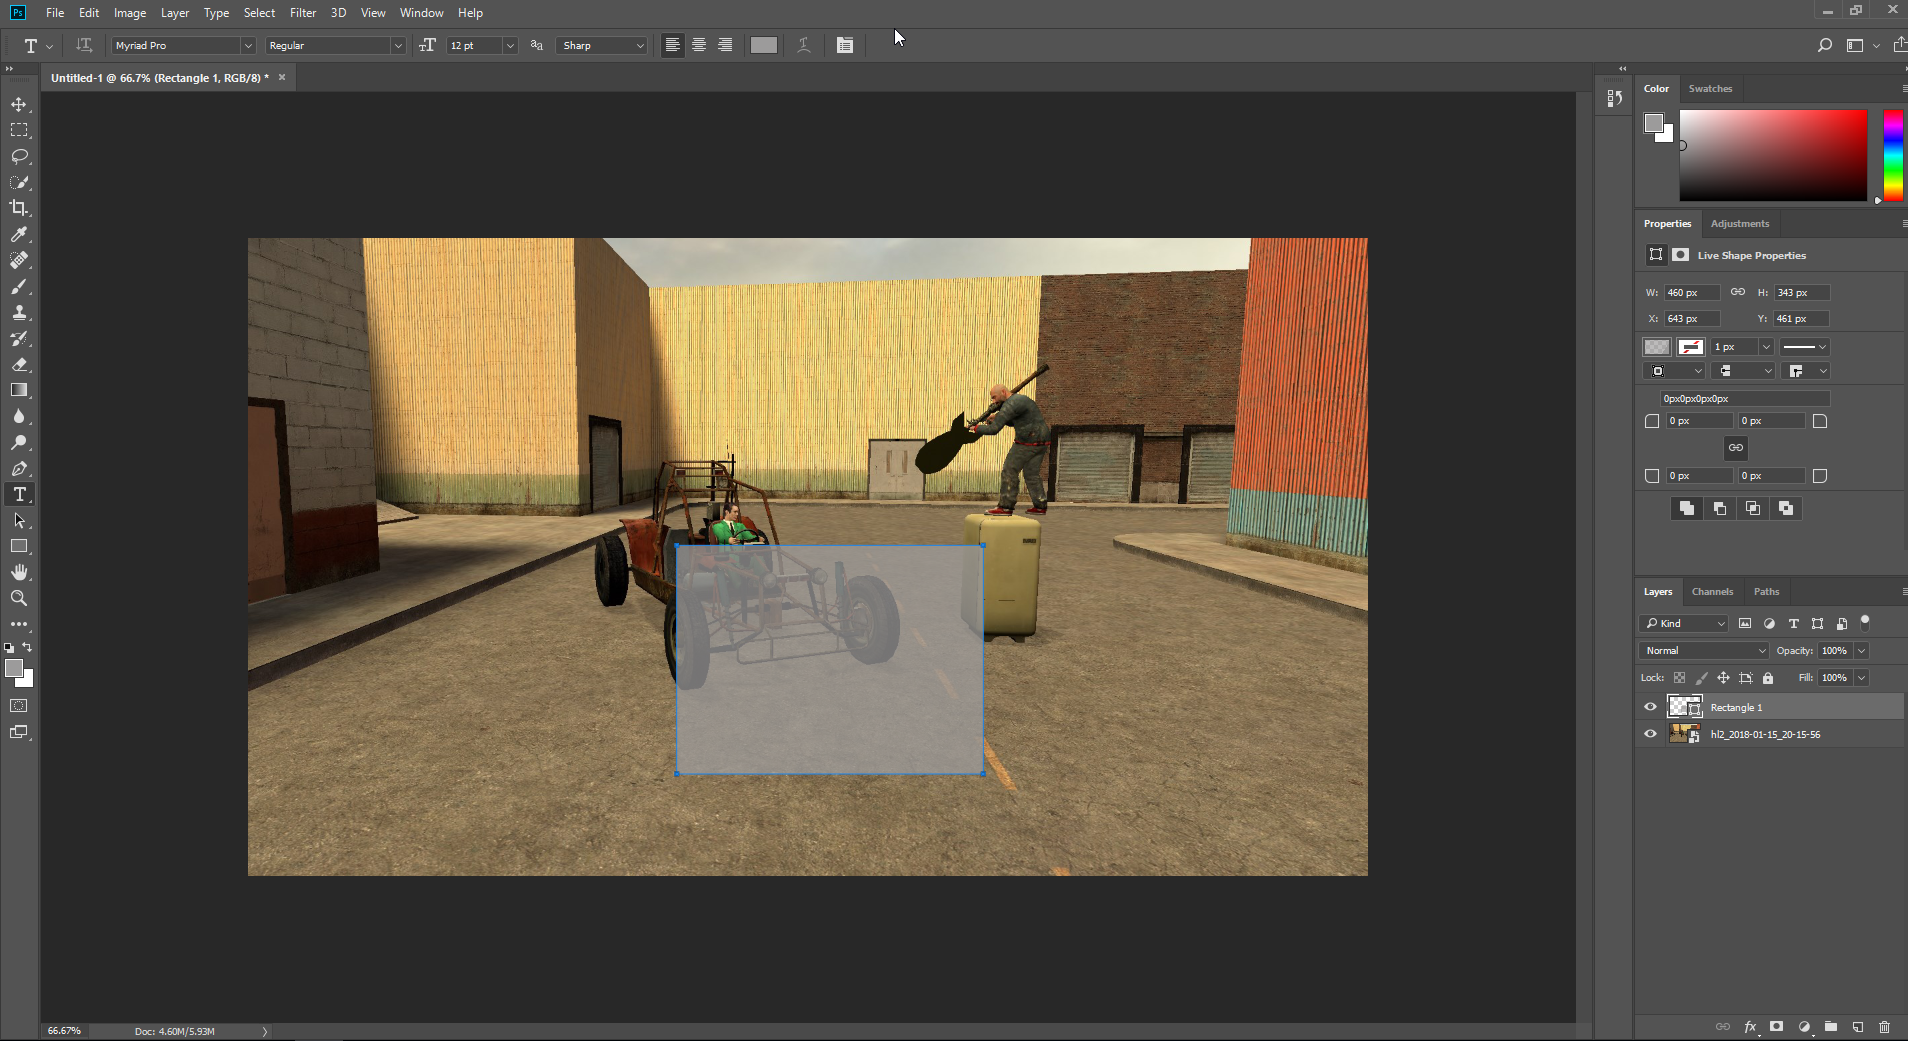 Ps File Edit Image Layer Type Select Filter 3D View Window Help
T Myriad Pro Regular 12 pt Sharp
Untitled-1 @ 66.7% (Rectangle 1, RGB/8) *
Color Swatches
Properties Adjustments
Live Shape Properties
W: 460 px H: 343 px
X: 643 px Y: 461 px
1 px
0px0px0px0px
0 px 0 px
0 px 0 px
Layers Channels Paths
Kind
Normal Opacity: 100%
Lock: Fill: 100%
Rectangle 1
hl2_2018-01-15_20-15-56
66.67% Doc: 4.60M/5.93M
fx